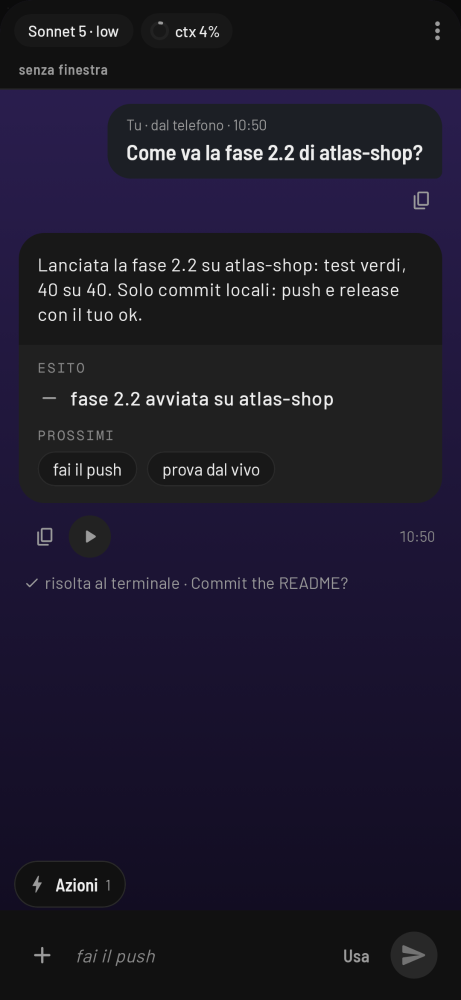 Sonnet 5 · low
ctx 4%
senza finestra
Tu · dal telefono · 10:50
Come va la fase 2.2 di atlas-shop?
Lanciata la fase 2.2 su atlas-shop: test verdi,
40 su 40. Solo commit locali: push e release
con il tuo ok.
ESITO
— fase 2.2 avviata su atlas-shop
PROSSIMI
fai il push
prova dal vivo
10:50
✓ risolta al terminale · Commit the README?
Azioni 1
fai il push
Usa